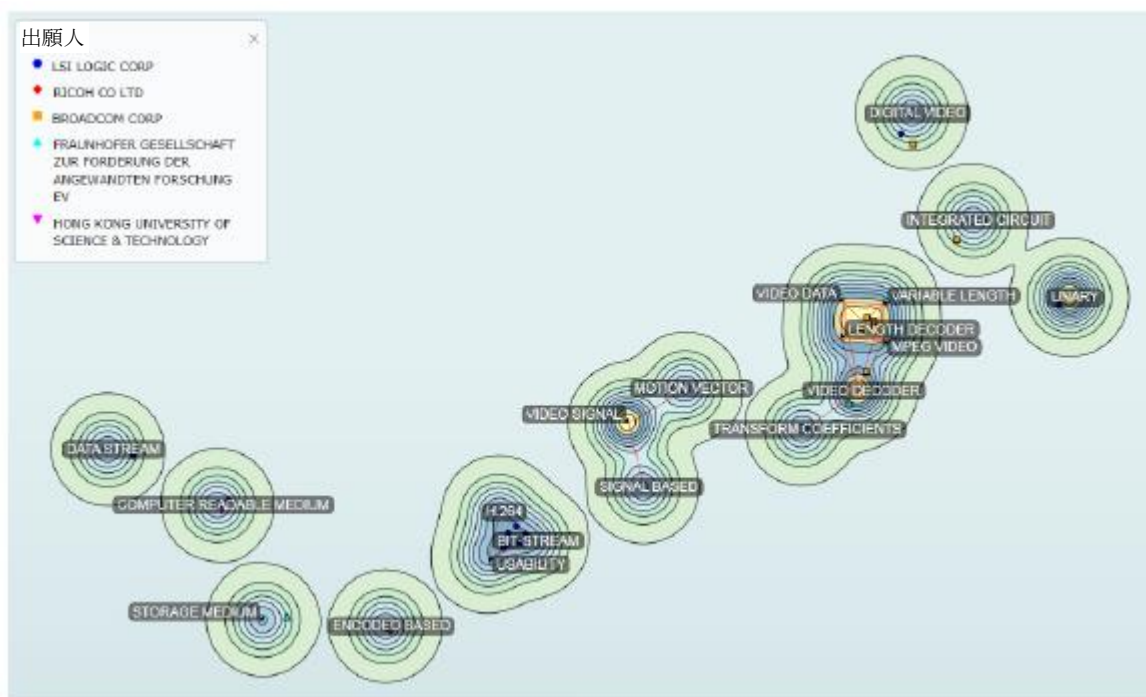 出願人
×
LSI LOGIC CORP
RICOH CO LTD
BROADCOM CORP
FRAUNHOFER GESELLSCHAFT
ZUR FORDERUNG DER
ANGEWANDTEN FORSCHUNG
EV
HONG KONG UNIVERSITY OF
SCIENCE & TECHNOLOGY
DIGITAL VIDEO
INTEGRATED CIRCUIT
VIDEO DATA
VARIABLE LENGTH
UNARY
LENGTH DECODER
MPEG VIDEO
MOTION VECTOR
VIDEO DECODER
VIDEO SIGNAL
TRANSFORM COEFFICIENTS
DATA STREAM
SIGNAL BASED
COMPUTER READABLE MEDIUM
H.264
BIT-STREAM
USABILITY
STORAGE MEDIUM
ENCODED BASED